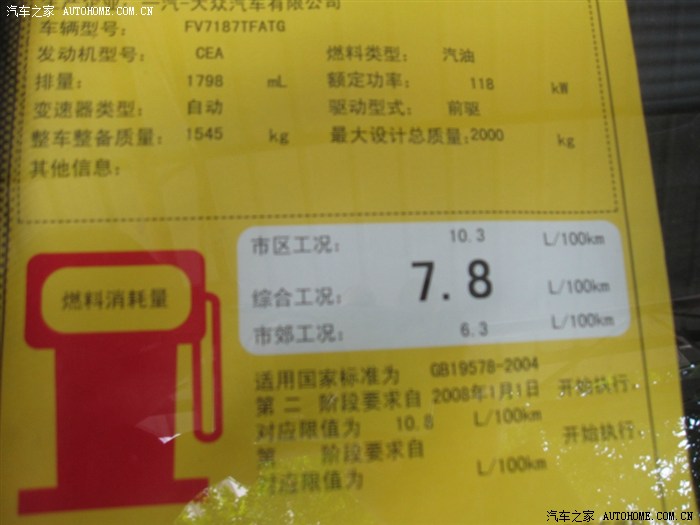 汽车之家 AUTOHOME.COM.CN
一汽-大众汽车有限公司
车辆型号: FV7187TFATG
发动机型号: CEA 燃料类型: 汽油
排量: 1798 mL 额定功率: 118 kW
变速器类型: 自动 驱动型式: 前驱
整车整备质量: 1545 kg 最大设计总质量: 2000 kg
其他信息:
市区工况: 10.3 L/100km
燃料消耗量
综合工况: 7.8 L/100km
市郊工况: 6.3 L/100km
适用国家标准为 GB19578-2004
第二 阶段要求自 2008年1月1日 开始执行,
对应限值为 10.8 L/100km
第 阶段要求自 开始执行,
对应限值为 L/100km
汽车之家 AUTOHOME.COM.CN